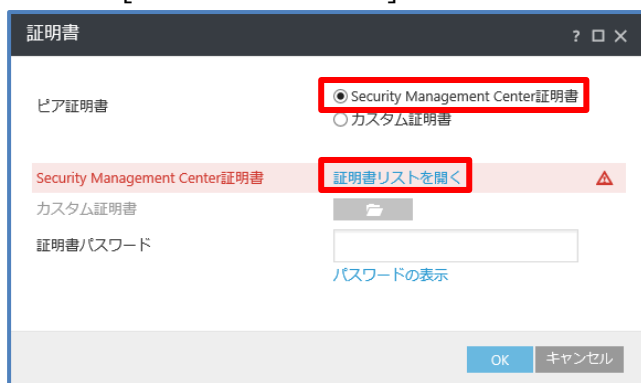 証明書
? □ ×
ピア証明書
Security Management Center証明書
カスタム証明書
Security Management Center証明書
証明書リストを開く
カスタム証明書
証明書パスワード
パスワードの表示
OK
キャンセル